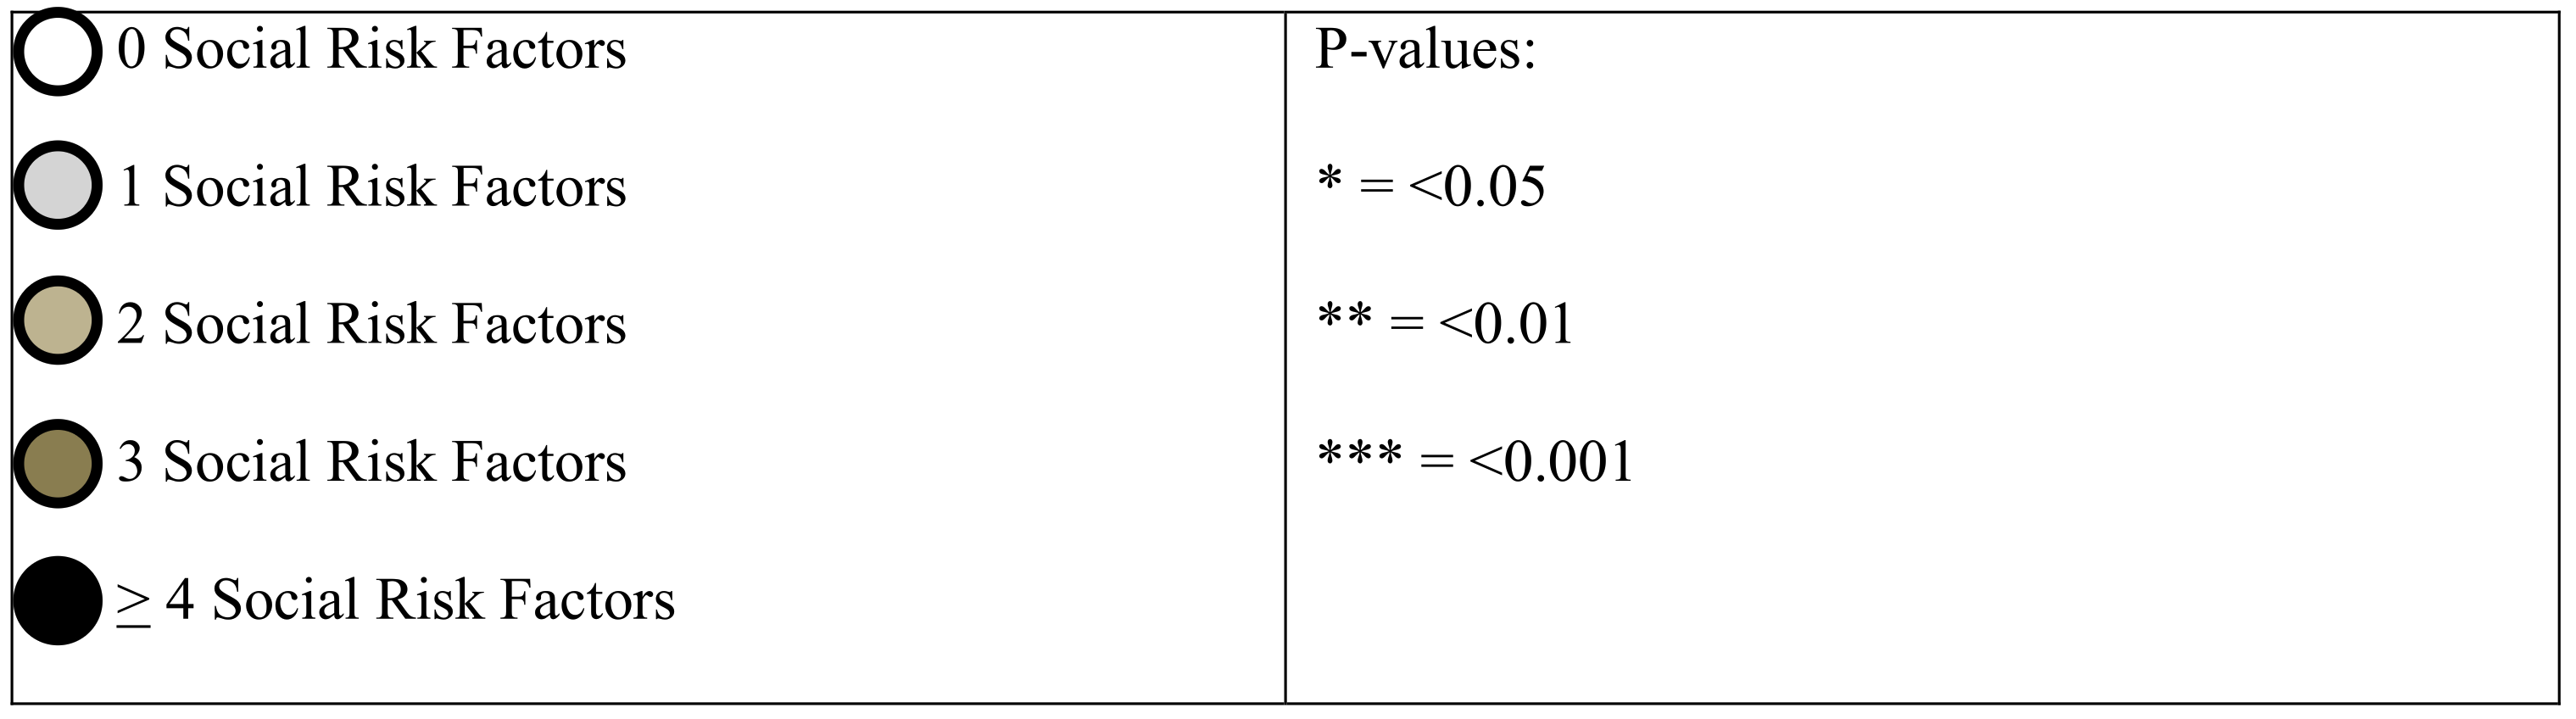 0 Social Risk Factors
1 Social Risk Factors
2 Social Risk Factors
3 Social Risk Factors
≥ 4 Social Risk Factors
P-values:
* = <0.05
** = <0.01
*** = <0.001